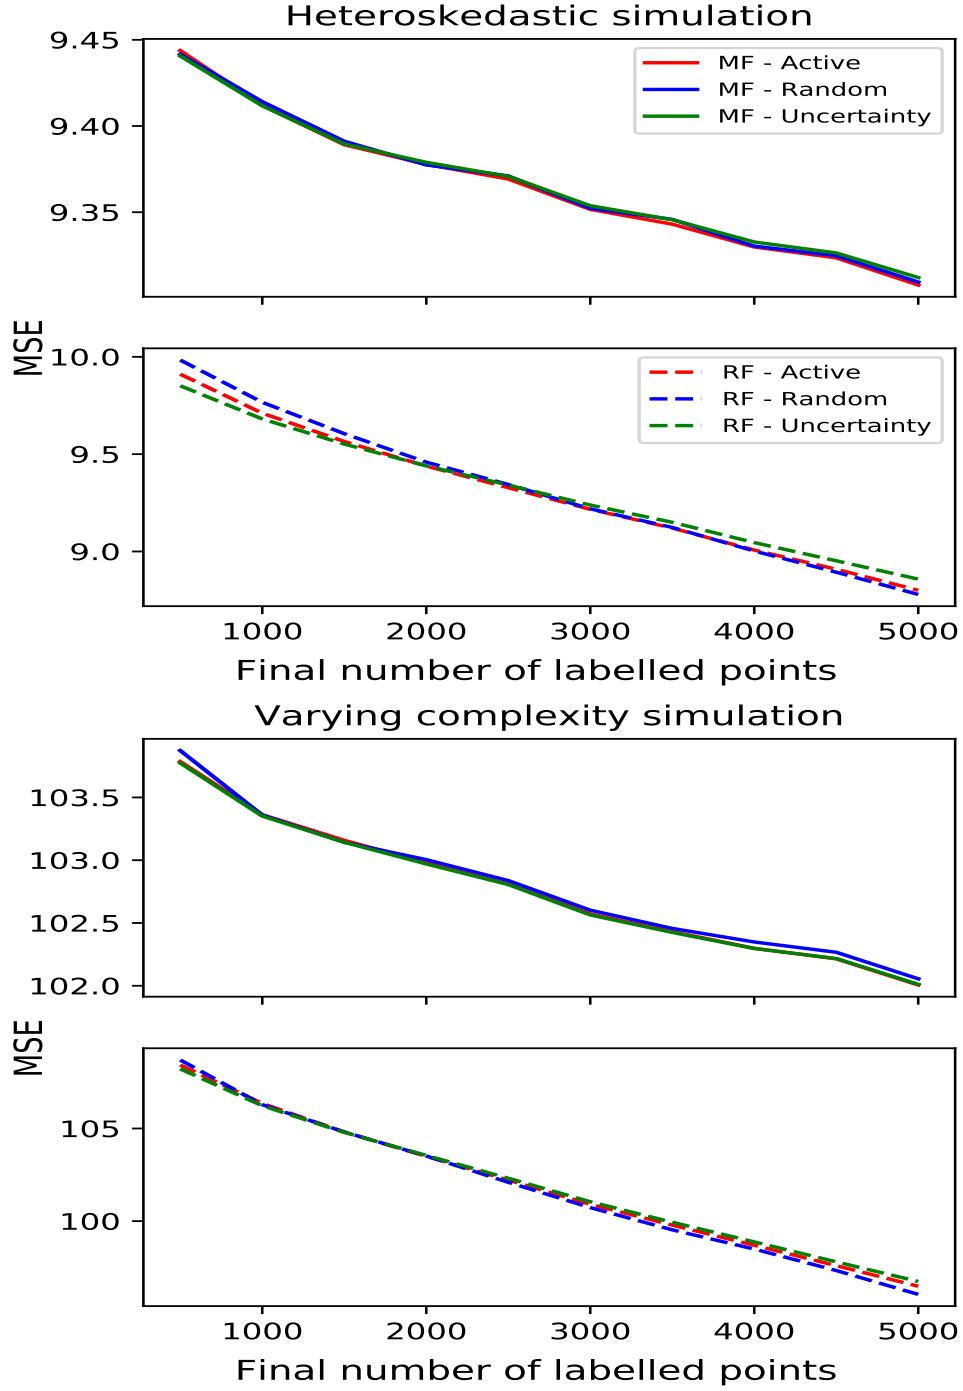 Heteroskedastic simulation
9.45
9.40
9.35
MF - Active
MF - Random
MF - Uncertainty
MSE
10.0
9.5
9.0
RF - Active
RF - Random
RF - Uncertainty
1000 2000 3000 4000 5000
Final number of labelled points
Varying complexity simulation
103.5
103.0
102.5
102.0
MSE
105
100
1000 2000 3000 4000 5000
Final number of labelled points